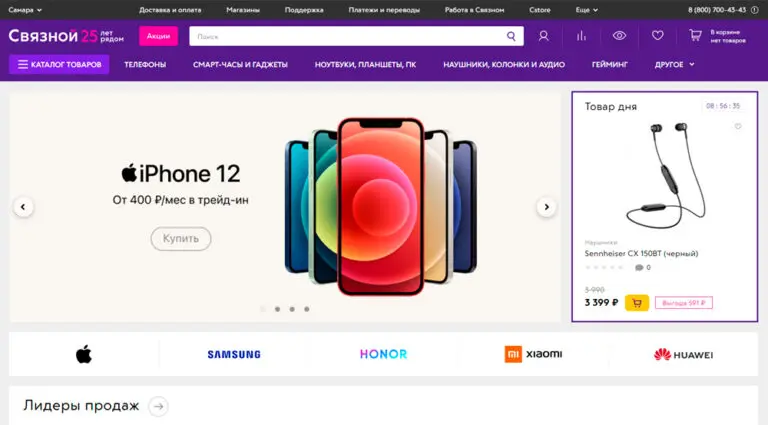 Самара
Доставка и оплата
Магазины
Поддержка
Платежи и переводы
Работа в Связном
Cstore
Еще
8 (800) 700-43-43
Связной 25 лет рядом
Акции
Поиск
В корзине
нет товаров
КАТАЛОГ ТОВАРОВ
ТЕЛЕФОНЫ
СМАРТ-ЧАСЫ И ГАДЖЕТЫ
НОУТБУКИ, ПЛАНШЕТЫ, ПК
НАУШНИКИ, КОЛОНКИ И АУДИО
ГЕЙМИНГ
ДРУГОЕ
iPhone 12
От 400 ₽/мес в трейд-ин
Купить
Товар дня
08 : 56 : 35
Наушники
Sennheiser CX 150BT (черный)
0
3 990
3 399 ₽
Выгода 591 ₽
SAMSUNG
HONOR
mi xiaomi
HUAWEI
Лидеры продаж